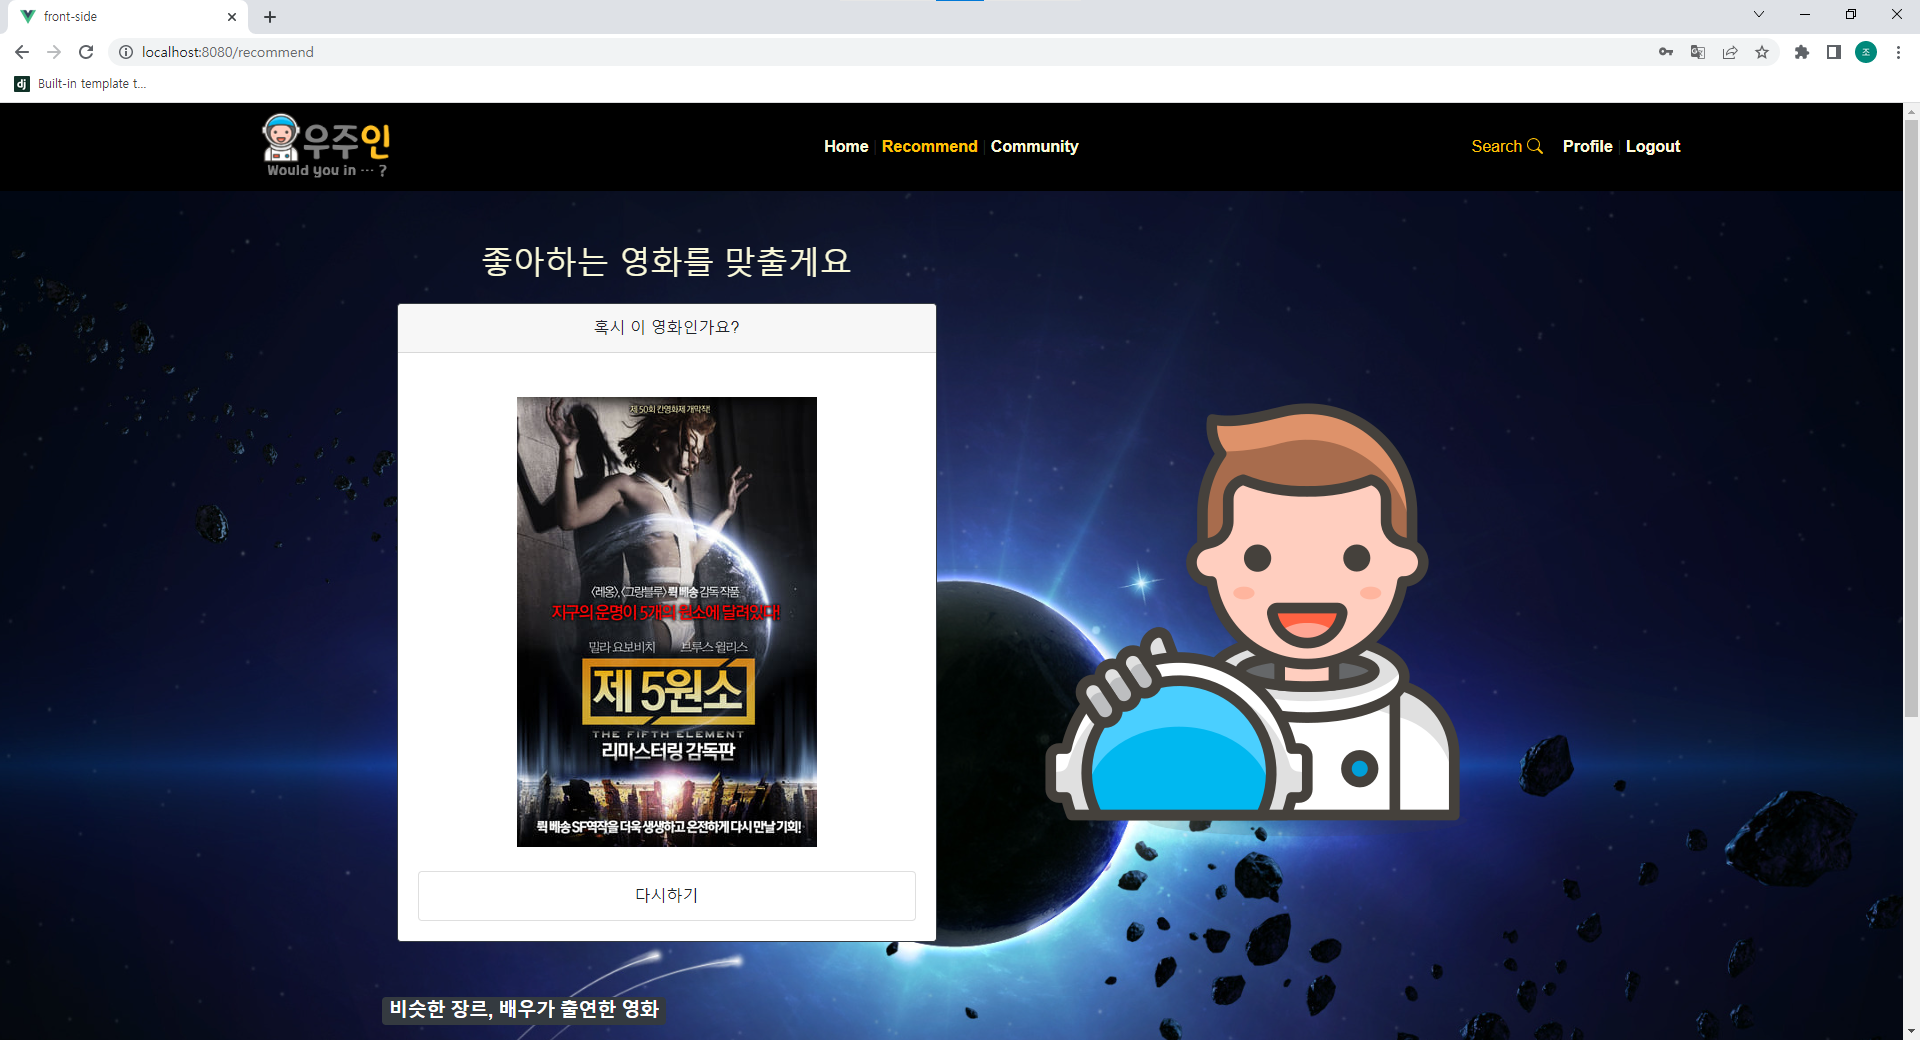 front-side
localhost:8080/recommend
조
dj Built-in template t...
우주인
Would you in ··· ?
Home | Recommend | Community
Search Profile | Logout
좋아하는 영화를 맞출게요
혹시 이 영화인가요?
제 50회 칸영화제 개막작!
<레옹>,<그랑블루> 뤽 베송 감독 작품
지구의 운명이 5개의 원소에 달려있다!
밀라 요보비치 브루스 윌리스
제 5원소
THE FIFTH ELEMENT
리마스터링 감독판
뤽 베송 SF역작을 더욱 생생하고 온전하게 다시 만날 기회!
다시하기
비슷한 장르, 배우가 출연한 영화